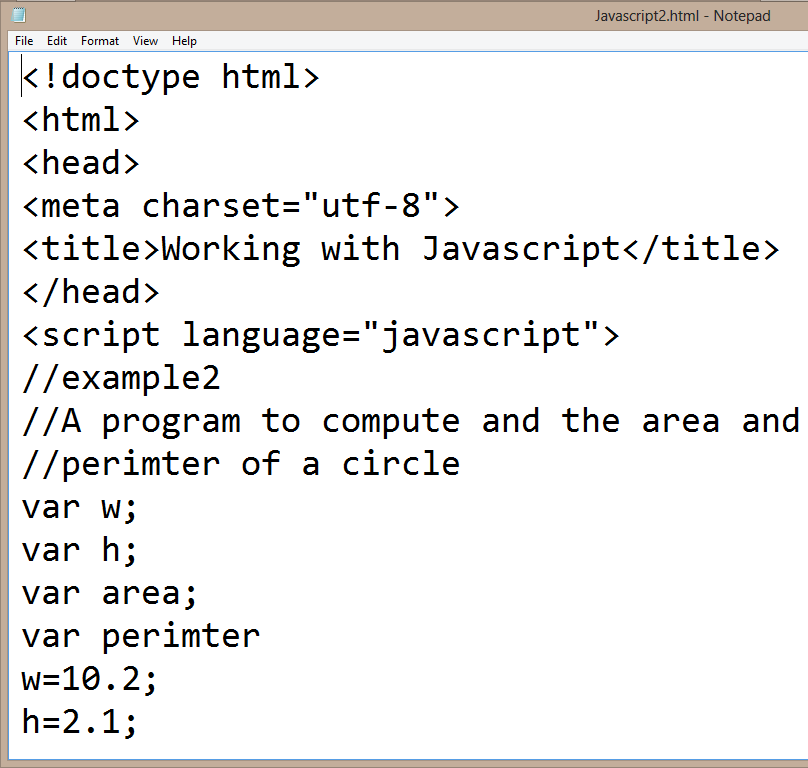 Javascript2.html - Notepad
File Edit Format View Help
<!doctype html>
<html>
<head>
<meta charset="utf-8">
<title>Working with Javascript</title>
</head>
<script language="javascript">
//example2
//A program to compute and the area and
//perimter of a circle
var w;
var h;
var area;
var perimter
w=10.2;
h=2.1;